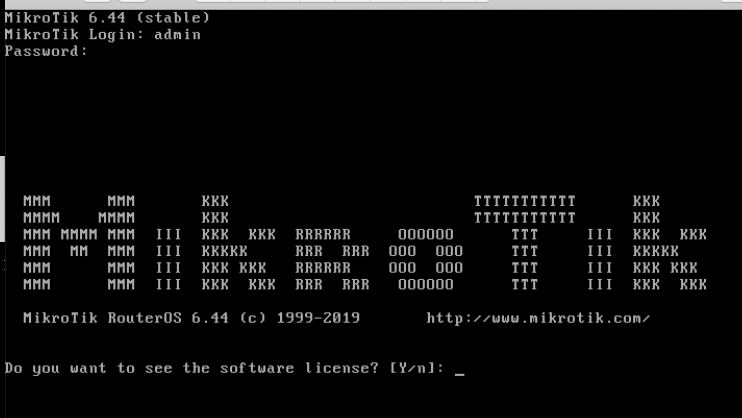 MikroTik 6.44 (stable)
MikroTik Login: admin
Password:
MMM      MMM       KKK                          TTTTTTTTTTT      KKK
MMMM    MMMM       KKK                          TTTTTTTTTTT      KKK
MMM MMMM MMM  III  KKK  KKK  RRRRRR     OOOOOO      TTT     III  KKK  KKK
MMM  MM  MMM  III  KKKKK     RRR  RRR  OOO  OOO     TTT     III  KKKKK
MMM      MMM  III  KKK KKK   RRRRRR    OOO  OOO     TTT     III  KKK KKK
MMM      MMM  III  KKK  KKK  RRR  RRR   OOOOOO      TTT     III  KKK  KKK
MikroTik RouterOS 6.44 (c) 1999-2019       http://www.mikrotik.com/
Do you want to see the software license? [Y/n]: _